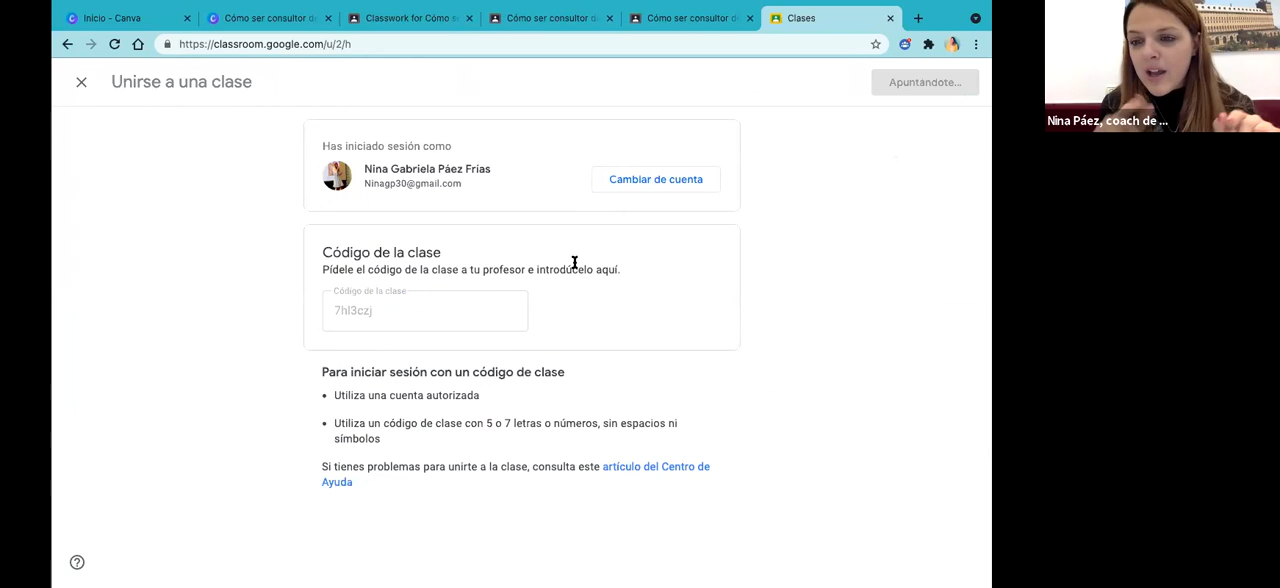 Inicio - Canva
Cómo ser consultor d
Classwork for Cómo s
Cómo ser consultor d
Cómo ser consultor d
Clases
https://classroom.google.com/u/2/h
Unirse a una clase
Apuntándote...
Has iniciado sesión como
Nina Gabriela Páez Frías
Ninagp30@gmail.com
Cambiar de cuenta
Código de la clase
Pídele el código de la clase a tu profesor e introdúcelo aquí.
Código de la clase
7hl3czj
Para iniciar sesión con un código de clase
• Utiliza una cuenta autorizada
• Utiliza un código de clase con 5 o 7 letras o números, sin espacios ni
símbolos
Si tienes problemas para unirte a la clase, consulta este artículo del Centro de
Ayuda
Nina Páez, coach de ...